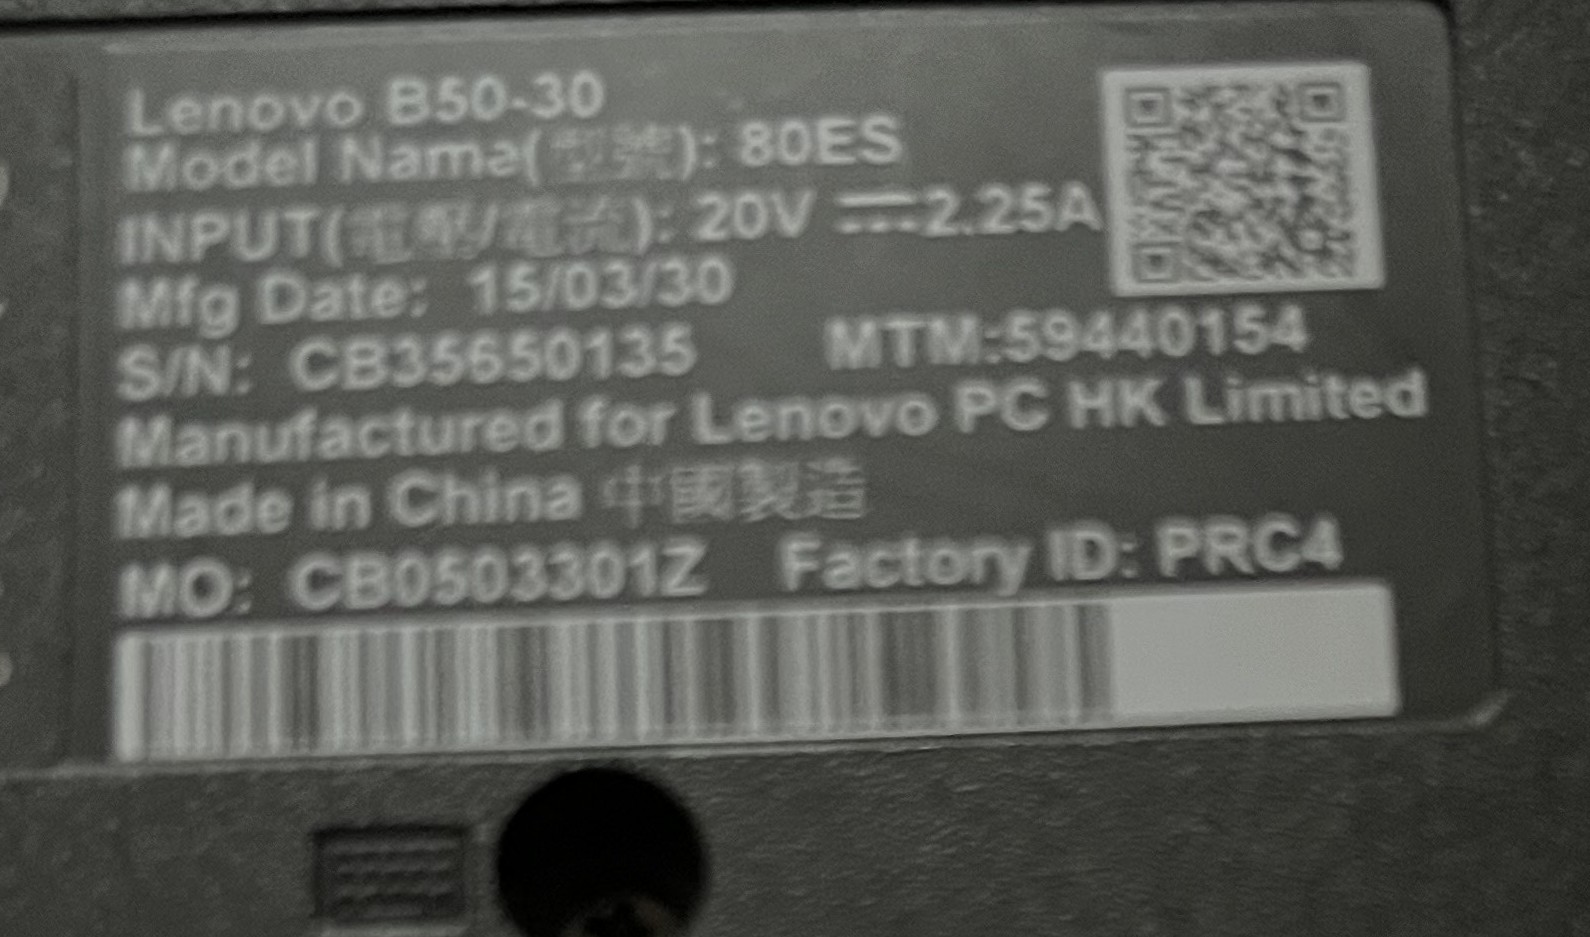 Lenovo B50-30
Model Name(型號): 80ES
INPUT(電壓/電流): 20V ⎓2.25A
Mfg Date: 15/03/30
S/N: CB35650135 MTM:59440154
Manufactured for Lenovo PC HK Limited
Made in China 中國製造
MO: CB0503301Z Factory ID: PRC4